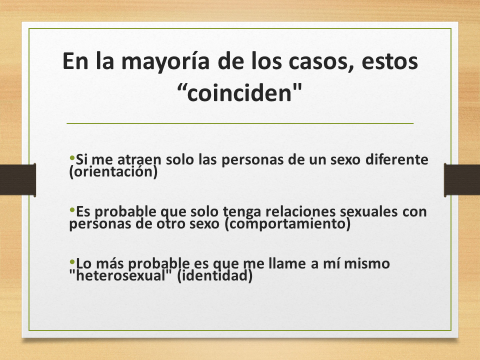 En la mayoría de los casos, estos
“coinciden"
•Si me atraen solo las personas de un sexo diferente
(orientación)
•Es probable que solo tenga relaciones sexuales con
personas de otro sexo (comportamiento)
•Lo más probable es que me llame a mí mismo
"heterosexual" (identidad)